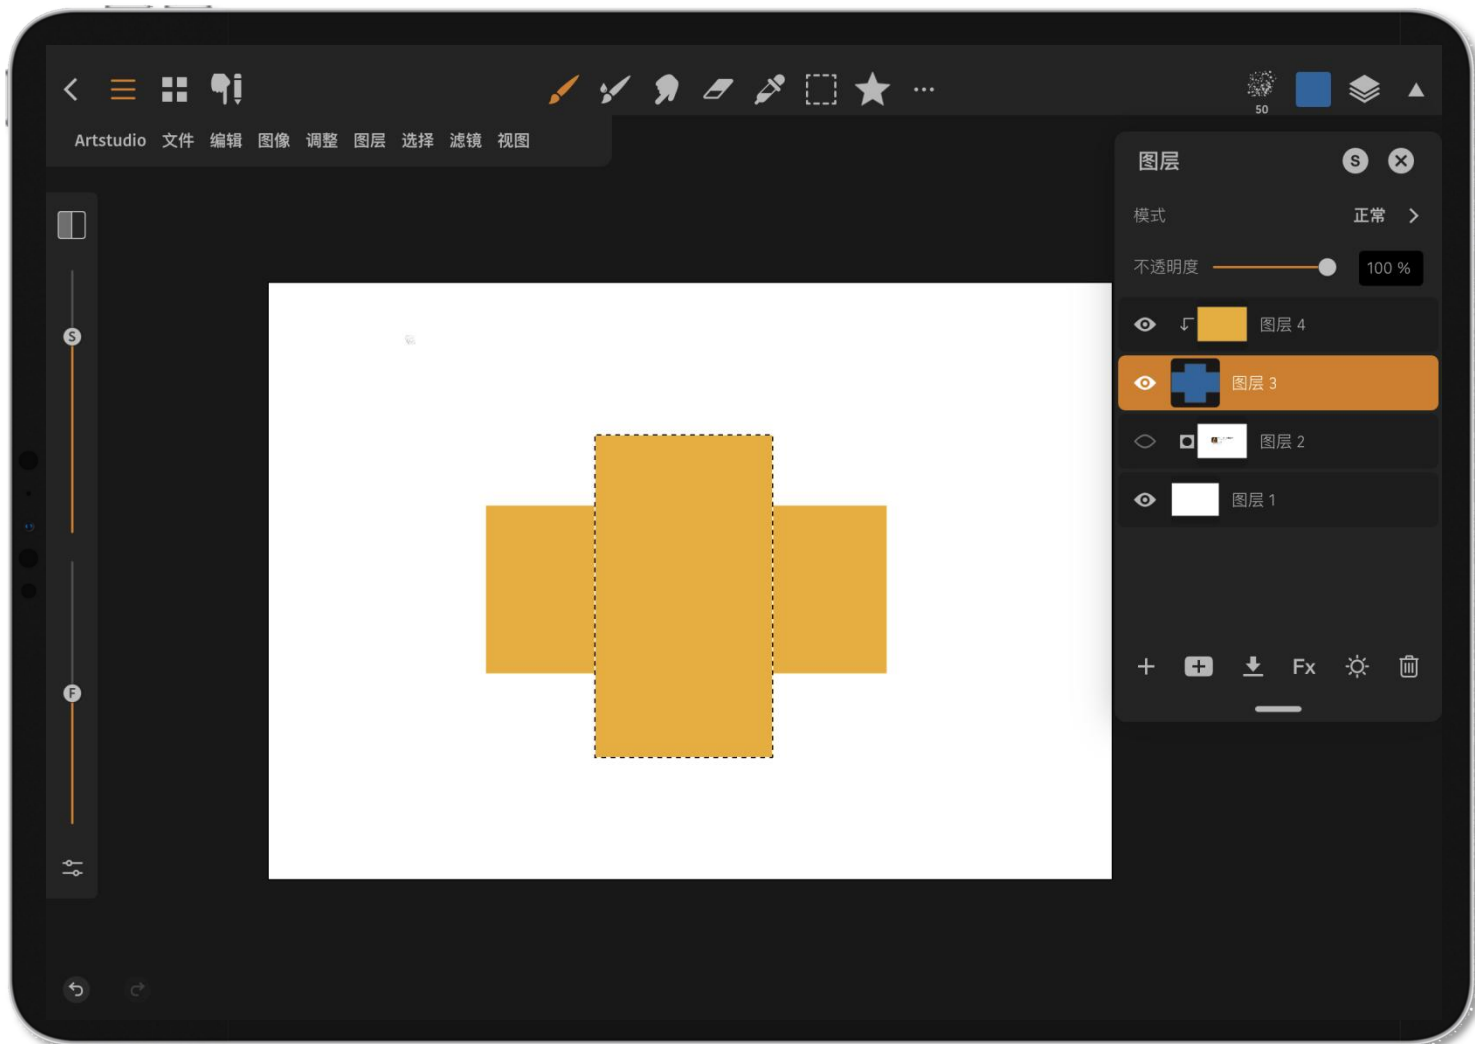 50
Artstudio 文件 编辑 图像 调整 图层 选择 滤镜 视图
图层 S
模式 正常
不透明度 100 %
图层 4
图层 3
图层 2
图层 1
Fx
S
F